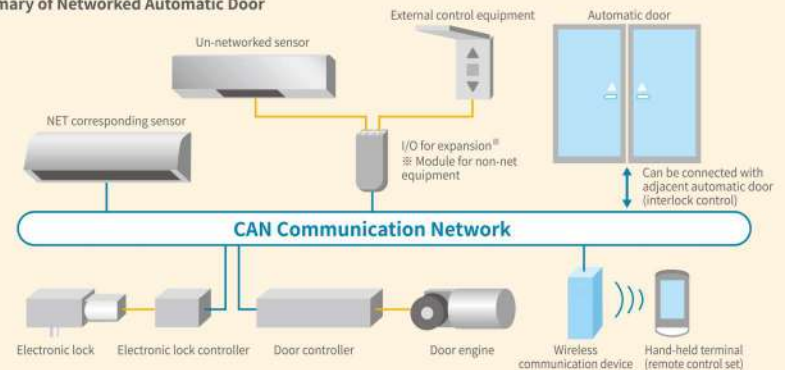 mary of Networked Automatic Door
External control equipment
Automatic door
Un-networked sensor
NET corresponding sensor
I/O for expansion※
※ Module for non-net
equipment
Can be connected with
adjacent automatic door
(interlock control)
CAN Communication Network
Electronic lock
Electronic lock controller
Door controller
Door engine
Wireless
communication device
Hand-held terminal
(remote control set)